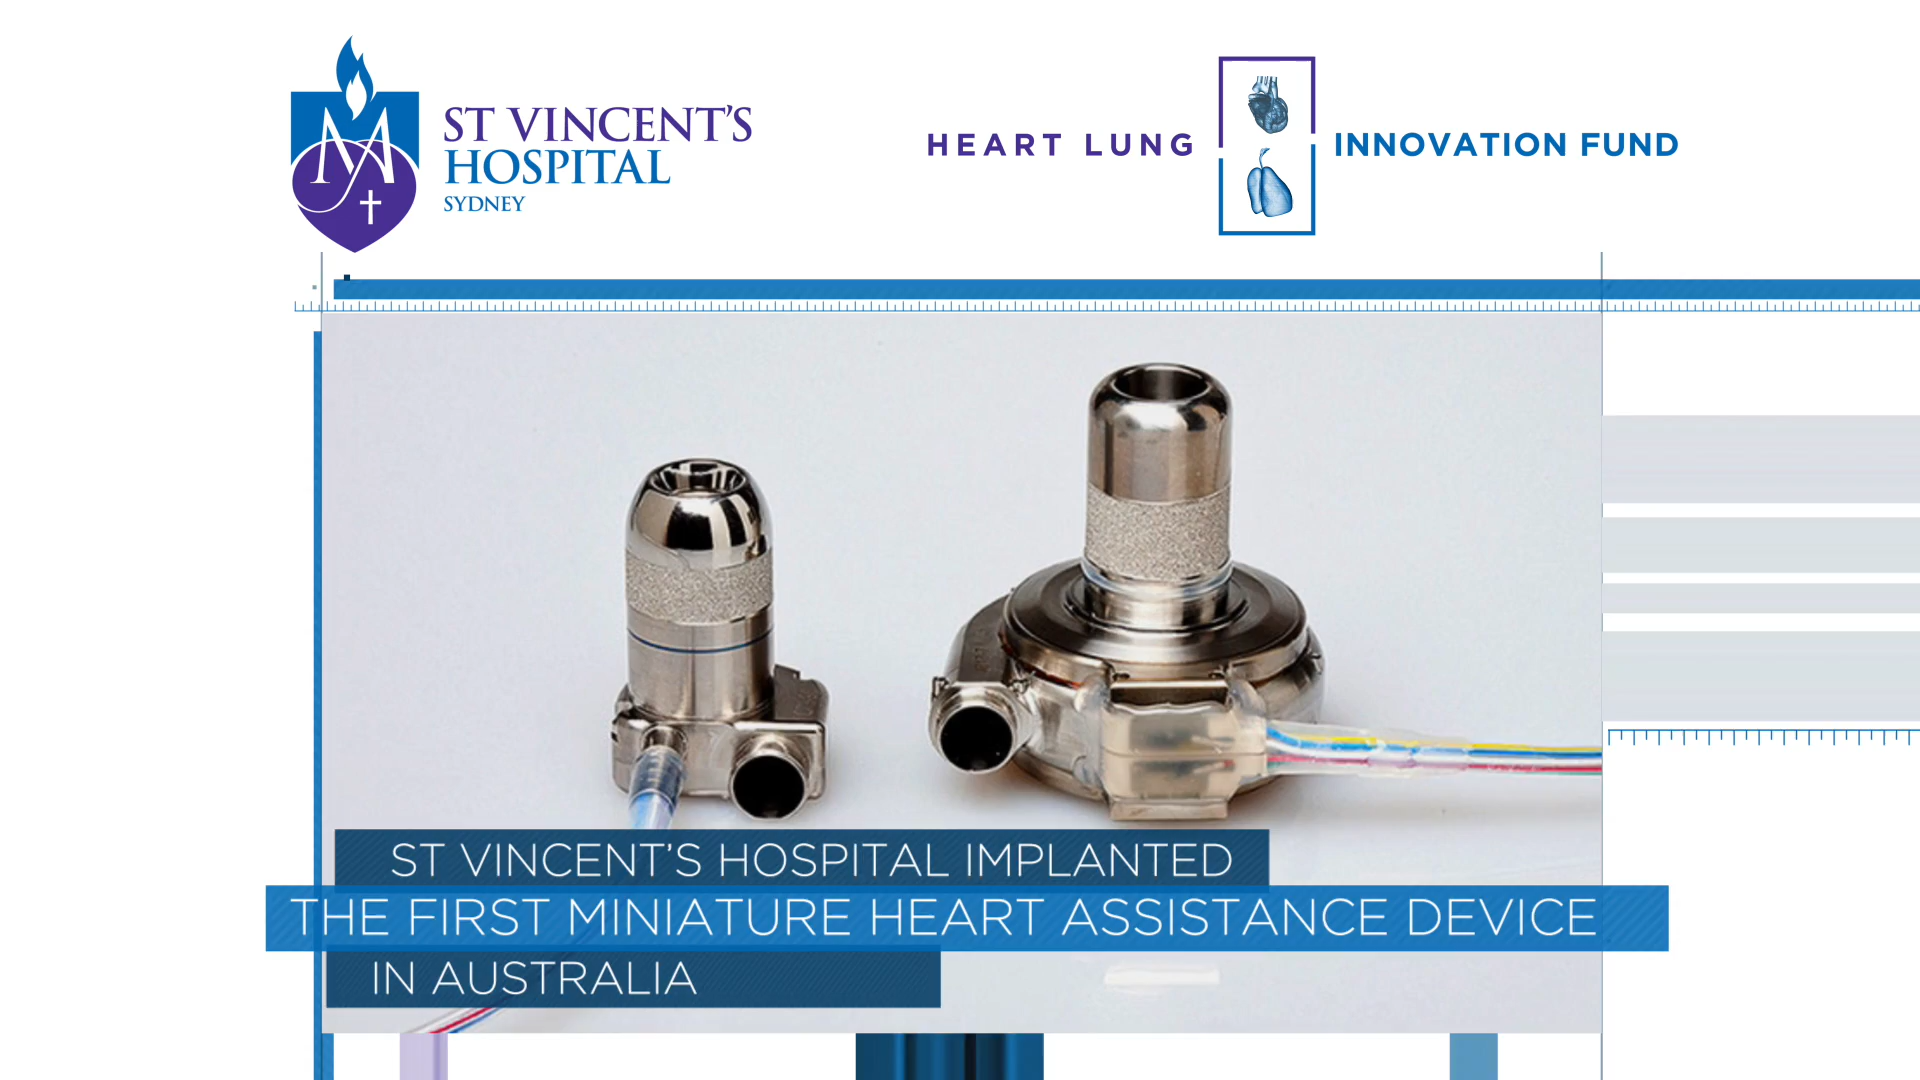 ST VINCENT'S
HOSPITAL
SYDNEY
HEART LUNG INNOVATION FUND
ST VINCENT'S HOSPITAL IMPLANTED
THE FIRST MINIATURE HEART ASSISTANCE DEVICE
IN AUSTRALIA